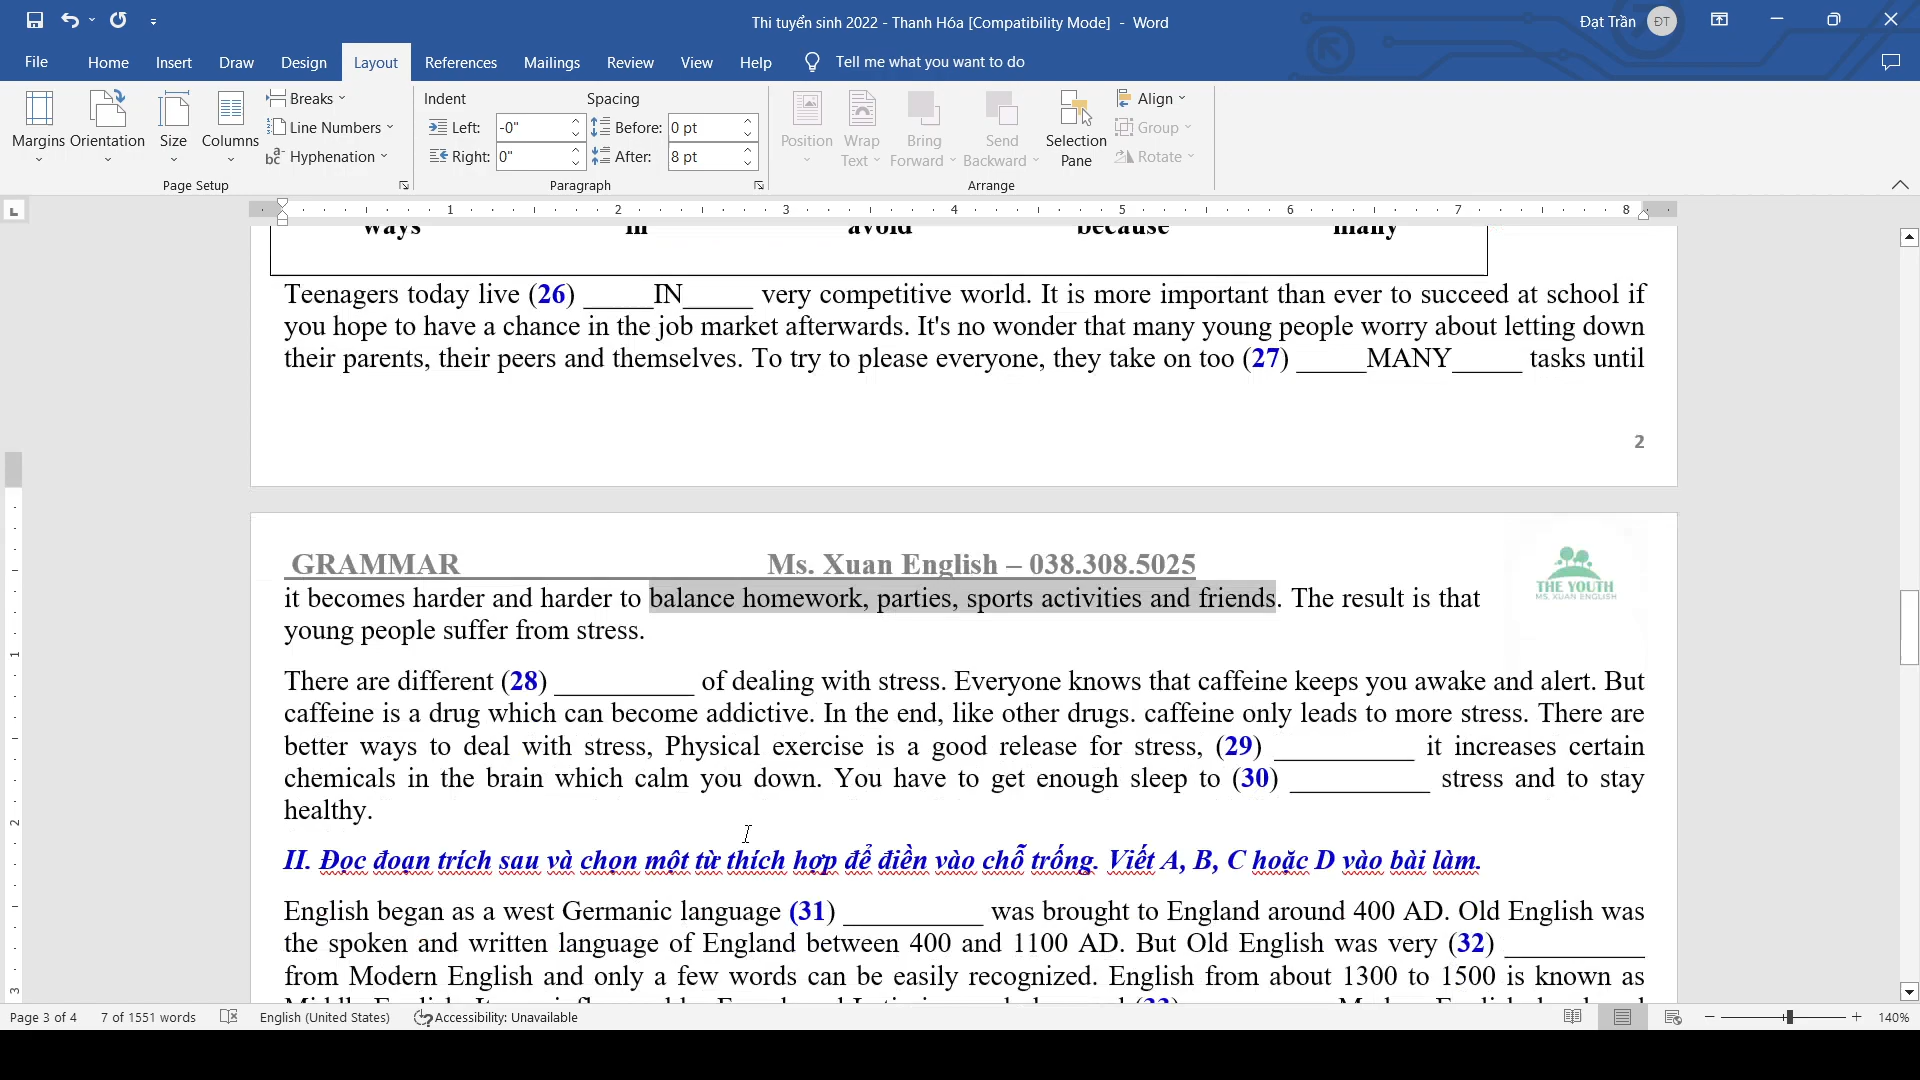 Thi tuyển sinh 2022 - Thanh Hóa [Compatibility Mode] - Word
Đạt Trần
ĐT
File Home Insert Draw Design Layout References Mailings Review View Help Tell me what you want to do
Margins Orientation Size Columns
Breaks
Line Numbers
Hyphenation
Page Setup
Indent Spacing
Left: -0" Before: 0 pt
Right: 0" After: 8 pt
Paragraph
Position Wrap Text Bring Forward Send Backward Selection Pane
Align
Group
Rotate
Arrange
1 2 3 4 5 6 7 8
ways in avoid because many
Teenagers today live (26) _____IN_____ very competitive world. It is more important than ever to succeed at school if
you hope to have a chance in the job market afterwards. It's no wonder that many young people worry about letting down
their parents, their peers and themselves. To try to please everyone, they take on too (27) _____MANY_____ tasks until
2
GRAMMAR Ms. Xuan English – 038.308.5025
THE YOUTH
MS. XUAN ENGLISH
it becomes harder and harder to balance homework, parties, sports activities and friends. The result is that
young people suffer from stress.
There are different (28) __________ of dealing with stress. Everyone knows that caffeine keeps you awake and alert. But
caffeine is a drug which can become addictive. In the end, like other drugs. caffeine only leads to more stress. There are
better ways to deal with stress, Physical exercise is a good release for stress, (29) __________ it increases certain
chemicals in the brain which calm you down. You have to get enough sleep to (30) __________ stress and to stay
healthy.
II. Đọc đoạn trích sau và chọn một từ thích hợp để điền vào chỗ trống. Viết A, B, C hoặc D vào bài làm.
English began as a west Germanic language (31) __________ was brought to England around 400 AD. Old English was
the spoken and written language of England between 400 and 1100 AD. But Old English was very (32) __________
from Modern English and only a few words can be easily recognized. English from about 1300 to 1500 is known as
Page 3 of 4 7 of 1551 words English (United States) Accessibility: Unavailable 140%